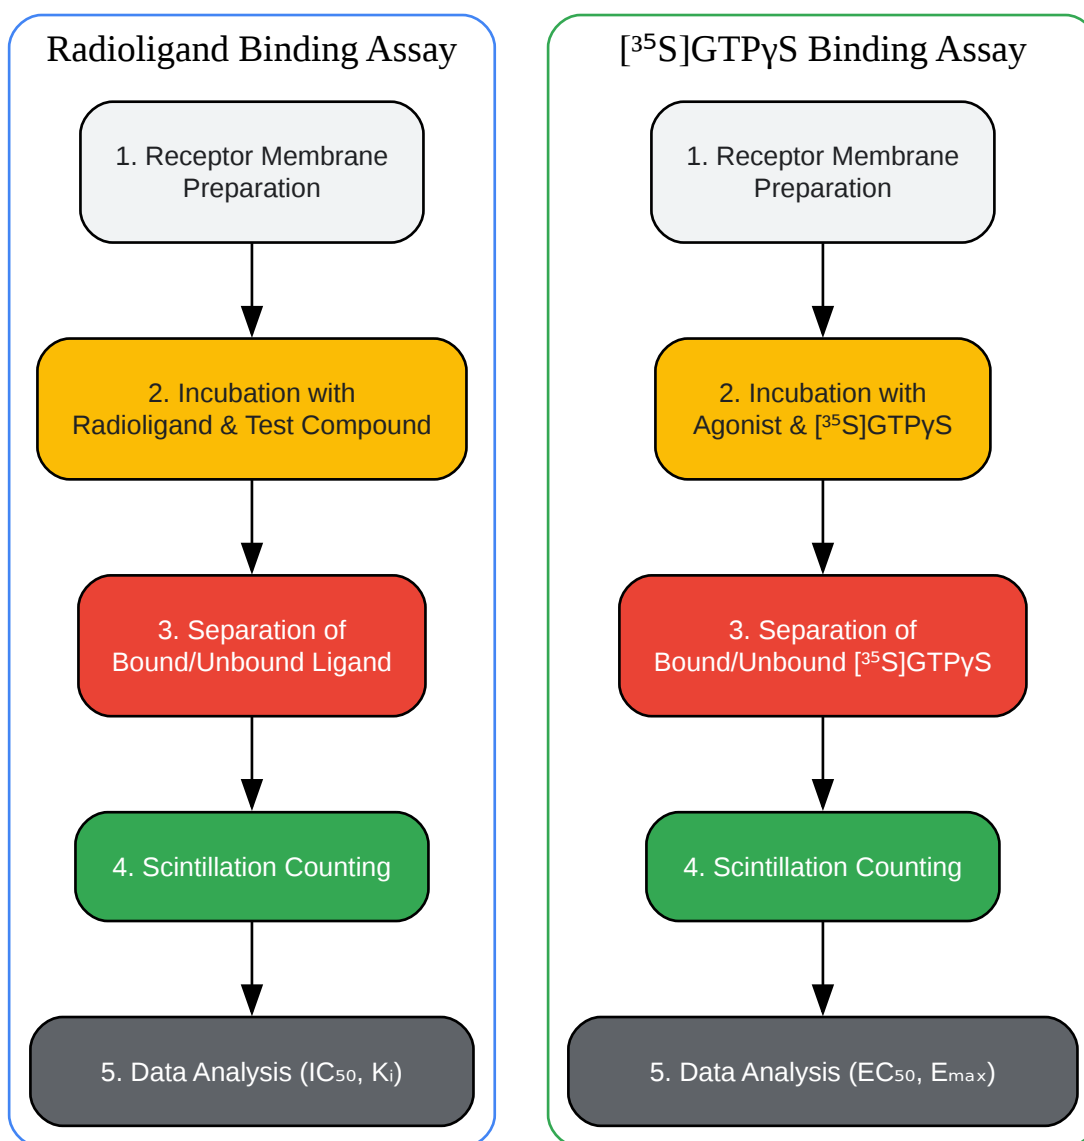 Radioligand Binding Assay
1. Receptor Membrane
Preparation
2. Incubation with
Radioligand & Test Compound
3. Separation of
Bound/Unbound Ligand
4. Scintillation Counting
5. Data Analysis (IC₅₀, Kᵢ)
[³⁵S]GTPγS Binding Assay
1. Receptor Membrane
Preparation
2. Incubation with
Agonist & [³⁵S]GTPγS
3. Separation of
Bound/Unbound [³⁵S]GTPγS
4. Scintillation Counting
5. Data Analysis (EC₅₀, Eₘₐₓ)